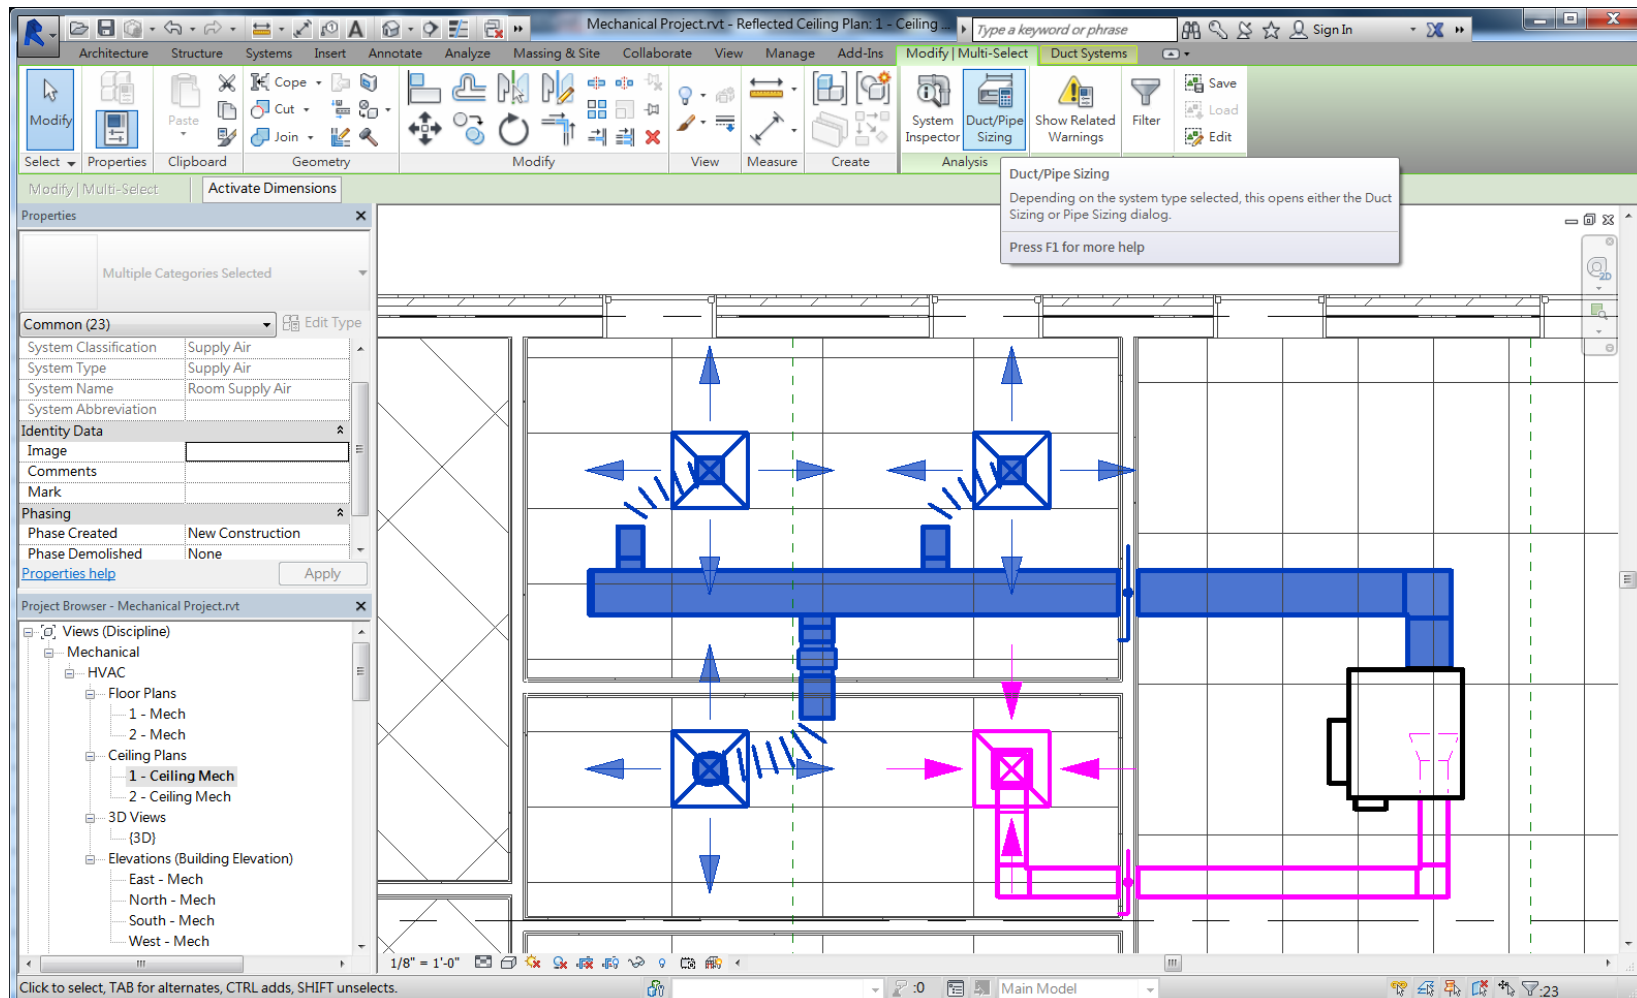 Mechanical Project.rvt - Reflected Ceiling Plan: 1 - Ceiling ...
Type a keyword or phrase
Sign In
Architecture
Structure
Systems
Insert
Annotate
Analyze
Massing & Site
Collaborate
View
Manage
Add-Ins
Modify | Multi-Select
Duct Systems
Modify
Paste
Cope
Cut
Join
System Inspector
Duct/Pipe Sizing
Show Related Warnings
Filter
Save
Load
Edit
Select
Properties
Clipboard
Geometry
Modify
View
Measure
Create
Analysis
Modify | Multi-Select
Activate Dimensions
Duct/Pipe Sizing
Depending on the system type selected, this opens either the Duct
Sizing or Pipe Sizing dialog.
Press F1 for more help
Properties
Multiple Categories Selected
Common (23)
Edit Type
System Classification Supply Air
System Type Supply Air
System Name Room Supply Air
System Abbreviation
Identity Data
Image
Comments
Mark
Phasing
Phase Created New Construction
Phase Demolished None
Properties help
Apply
Project Browser - Mechanical Project.rvt
Views (Discipline)
Mechanical
HVAC
Floor Plans
1 - Mech
2 - Mech
Ceiling Plans
1 - Ceiling Mech
2 - Ceiling Mech
3D Views
{3D}
Elevations (Building Elevation)
East - Mech
North - Mech
South - Mech
West - Mech
2D
1/8" = 1'-0"
Click to select, TAB for alternates, CTRL adds, SHIFT unselects.
:0
Main Model
:23